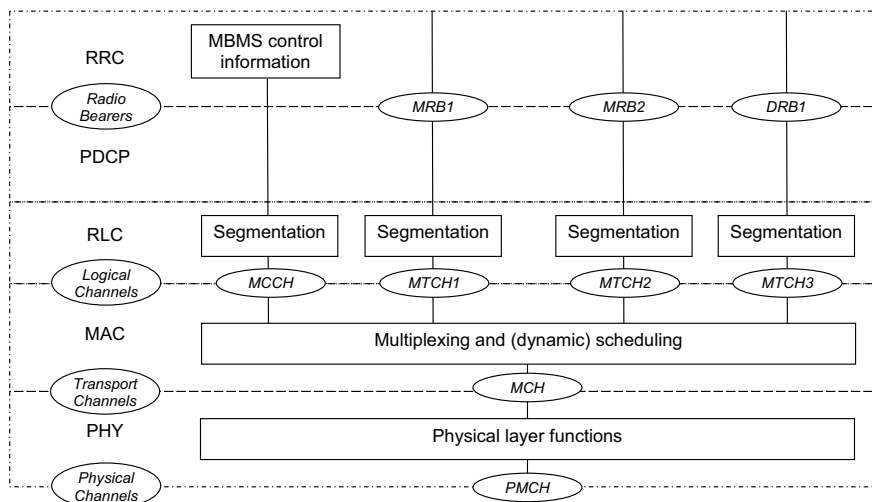 MBMS control
information
RRC
Radio
Bearers
MRB1
MRB2
DRB1
PDCP
RLC
Segmentation
Segmentation
Segmentation
Segmentation
Logical
Channels
MCCH
MTCH1
MTCH2
MTCH3
MAC
Multiplexing and (dynamic) scheduling
Transport
Channels
MCH
PHY
Physical layer functions
Physical
Channels
PMCH